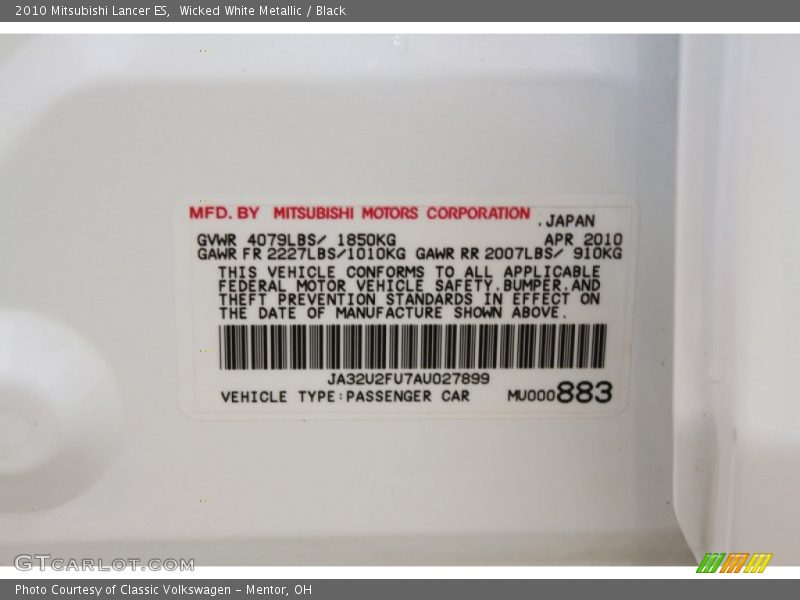 2010 Mitsubishi Lancer ES,  Wicked White Metallic / Black
MFD. BY MITSUBISHI MOTORS CORPORATION , JAPAN
GVWR 4079LBS/ 1850KG APR 2010
GAWR FR 2227LBS/1010KG GAWR RR 2007LBS/ 910KG
THIS VEHICLE CONFORMS TO ALL APPLICABLE
FEDERAL MOTOR VEHICLE SAFETY.BUMPER.AND
THEFT PREVENTION STANDARDS IN EFFECT ON
THE DATE OF MANUFACTURE SHOWN ABOVE.
JA32U2FU7AU027899
VEHICLE TYPE:PASSENGER CAR MU000883
GTCARLOT.COM
Photo Courtesy of Classic Volkswagen – Mentor, OH